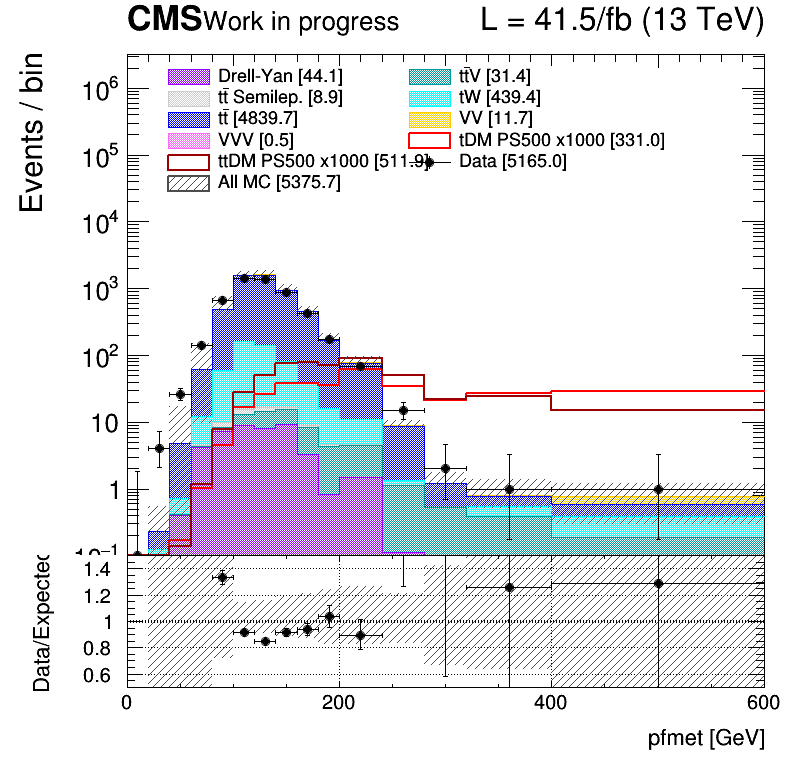 CMS Work in progress L = 41.5/fb (13 TeV)
Events / bin
10⁶
10⁵
10⁴
10³
10²
10
1
10⁻¹
Drell-Yan [44.1] tt̄V [31.4]
tt̄ Semilep. [8.9] tW [439.4]
tt̄ [4839.7] VV [11.7]
VVV [0.5] tDM PS500 x1000 [331.0]
ttDM PS500 x1000 [511.9] Data [5165.0]
All MC [5375.7]
Data/Expected
1.4
1.2
1
0.8
0.6
0 200 400 600
pfmet [GeV]